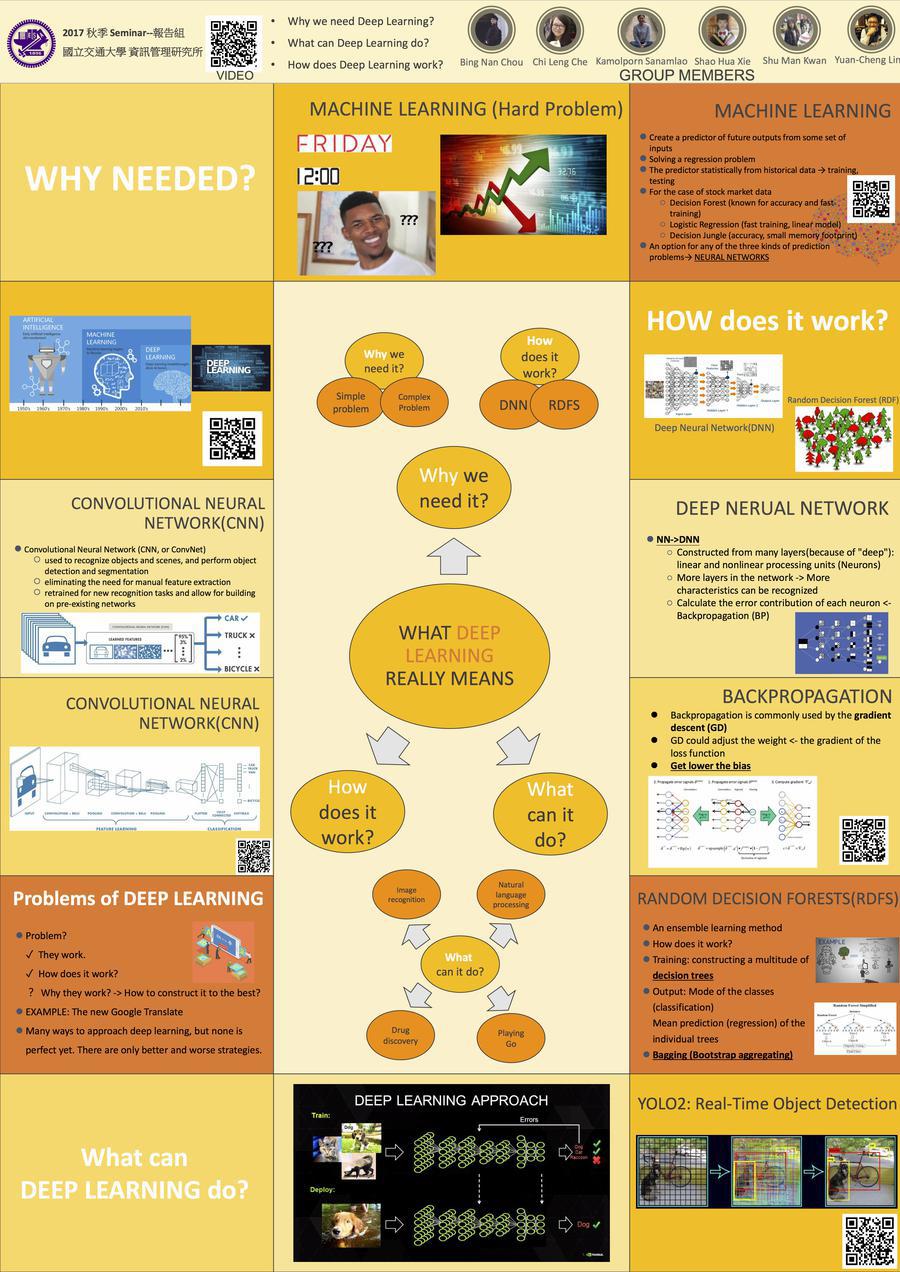 2017 秋季 Seminar--報告組
國立交通大學 資訊管理研究所
VIDEO
• Why we need Deep Learning?
• What can Deep Learning do?
• How does Deep Learning work?
Bing Nan Chou
Chi Leng Che
Kamolporn Sanamlao
Shao Hua Xie
Shu Man Kwan
Yuan-Cheng Lin
GROUP MEMBERS
WHY NEEDED?
MACHINE LEARNING (Hard Problem)
FRIDAY
12:00
???
???
MACHINE LEARNING
Create a predictor of future outputs from some set of
inputs
Solving a regression problem
The predictor statistically from historical data → training,
testing
For the case of stock market data
Decision Forest (known for accuracy and fast
training)
Logistic Regression (fast training, linear model)
Decision Jungle (accuracy, small memory footprint)
An option for any of the three kinds of prediction
problems→ NEURAL NETWORKS
ARTIFICIAL
INTELLIGENCE
MACHINE
LEARNING
DEEP
LEARNING
1950's 1960's 1970's 1980's 1990's 2000's 2010's
DEEP
LEARNING
Why we
need it?
Simple
problem
Complex
Problem
How
does it
work?
DNN
RDFS
HOW does it work?
Deep Neural Network(DNN)
Random Decision Forest (RDF)
CONVOLUTIONAL NEURAL
NETWORK(CNN)
Convolutional Neural Network (CNN, or ConvNet)
used to recognize objects and scenes, and perform object
detection and segmentation
eliminating the need for manual feature extraction
retrained for new recognition tasks and allow for building
on pre-existing networks
LEARNED FEATURES
95%
3%
2%
CAR ✓
TRUCK ✕
BICYCLE ✕
Why we
need it?
WHAT DEEP
LEARNING
REALLY MEANS
How
does it
work?
What
can it
do?
DEEP NERUAL NETWORK
NN->DNN
Constructed from many layers(because of "deep"):
linear and nonlinear processing units (Neurons)
More layers in the network -> More
characteristics can be recognized
Calculate the error contribution of each neuron <-
Backpropagation (BP)
CONVOLUTIONAL NEURAL
NETWORK(CNN)
INPUT
CONVOLUTION + RELU
POOLING
CONVOLUTION + RELU
POOLING
FLATTEN
FULLY
CONNECTED
SOFTMAX
FEATURE LEARNING
CLASSIFICATION
BACKPROPAGATION
Backpropagation is commonly used by the gradient
descent (GD)
GD could adjust the weight <- the gradient of the
loss function
Get lower the bias
Problems of DEEP LEARNING
Problem?
✓ They work.
✓ How does it work?
? Why they work? -> How to construct it to the best?
EXAMPLE: The new Google Translate
Many ways to approach deep learning, but none is
perfect yet. There are only better and worse strategies.
Image
recognition
Natural
language
processing
What
can it do?
Drug
discovery
Playing
Go
RANDOM DECISION FORESTS(RDFS)
An ensemble learning method
How does it work?
Training: constructing a multitude of
decision trees
Output: Mode of the classes
(classification)
Mean prediction (regression) of the
individual trees
Bagging (Bootstrap aggregating)
EXAMPLE
Random Forest Simplified
What can
DEEP LEARNING do?
DEEP LEARNING APPROACH
Train:
Errors
Dog
Dog
Cat
Raccoon
Deploy:
Dog
YOLO2: Real-Time Object Detection